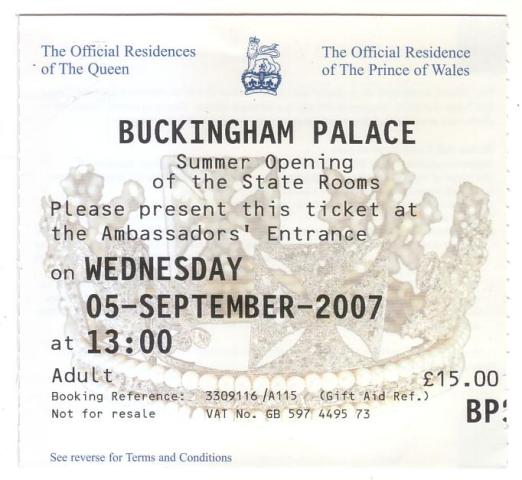 The Official Residences
of The Queen
The Official Residence
of The Prince of Wales
BUCKINGHAM PALACE
Summer Opening
of the State Rooms
Please present this ticket at
the Ambassadors' Entrance
on WEDNESDAY
05-SEPTEMBER-2007
at 13:00
Adult £15.00
Booking Reference: 3309116/A115 (Gift Aid Ref.)
Not for resale VAT No. GB 597 4495 73
BP
See reverse for Terms and Conditions